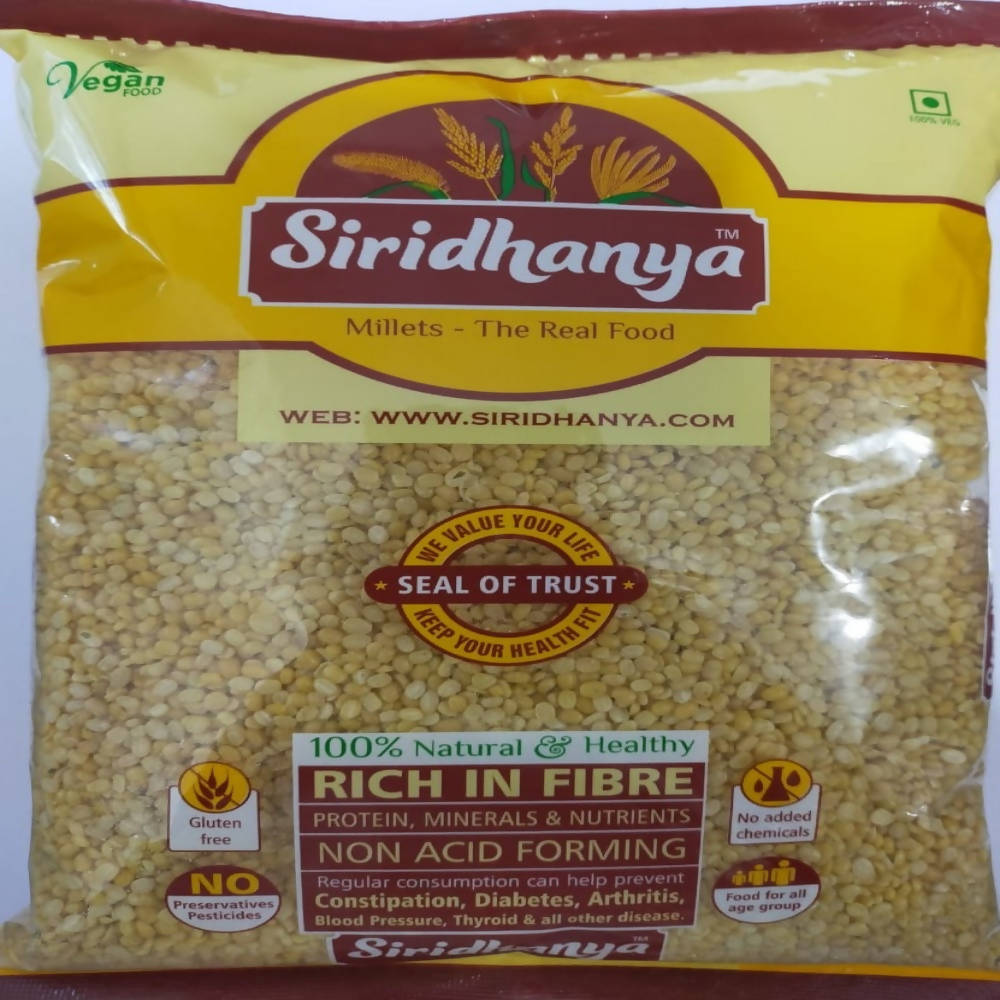 Vegan
FOOD
100% VEG
Siridhanya™
Millets - The Real Food
WEB: WWW.SIRIDHANYA.COM
WE VALUE YOUR LIFE
SEAL OF TRUST
KEEP YOUR HEALTH FIT
100% Natural & Healthy
RICH IN FIBRE
PROTEIN, MINERALS & NUTRIENTS
NON ACID FORMING
Regular consumption can help prevent
Constipation, Diabetes, Arthritis,
Blood Pressure, Thyroid & all other disease.
Siridhanya™
Gluten
free
NO
Preservatives
Pesticides
No added
chemicals
Food for all
age group